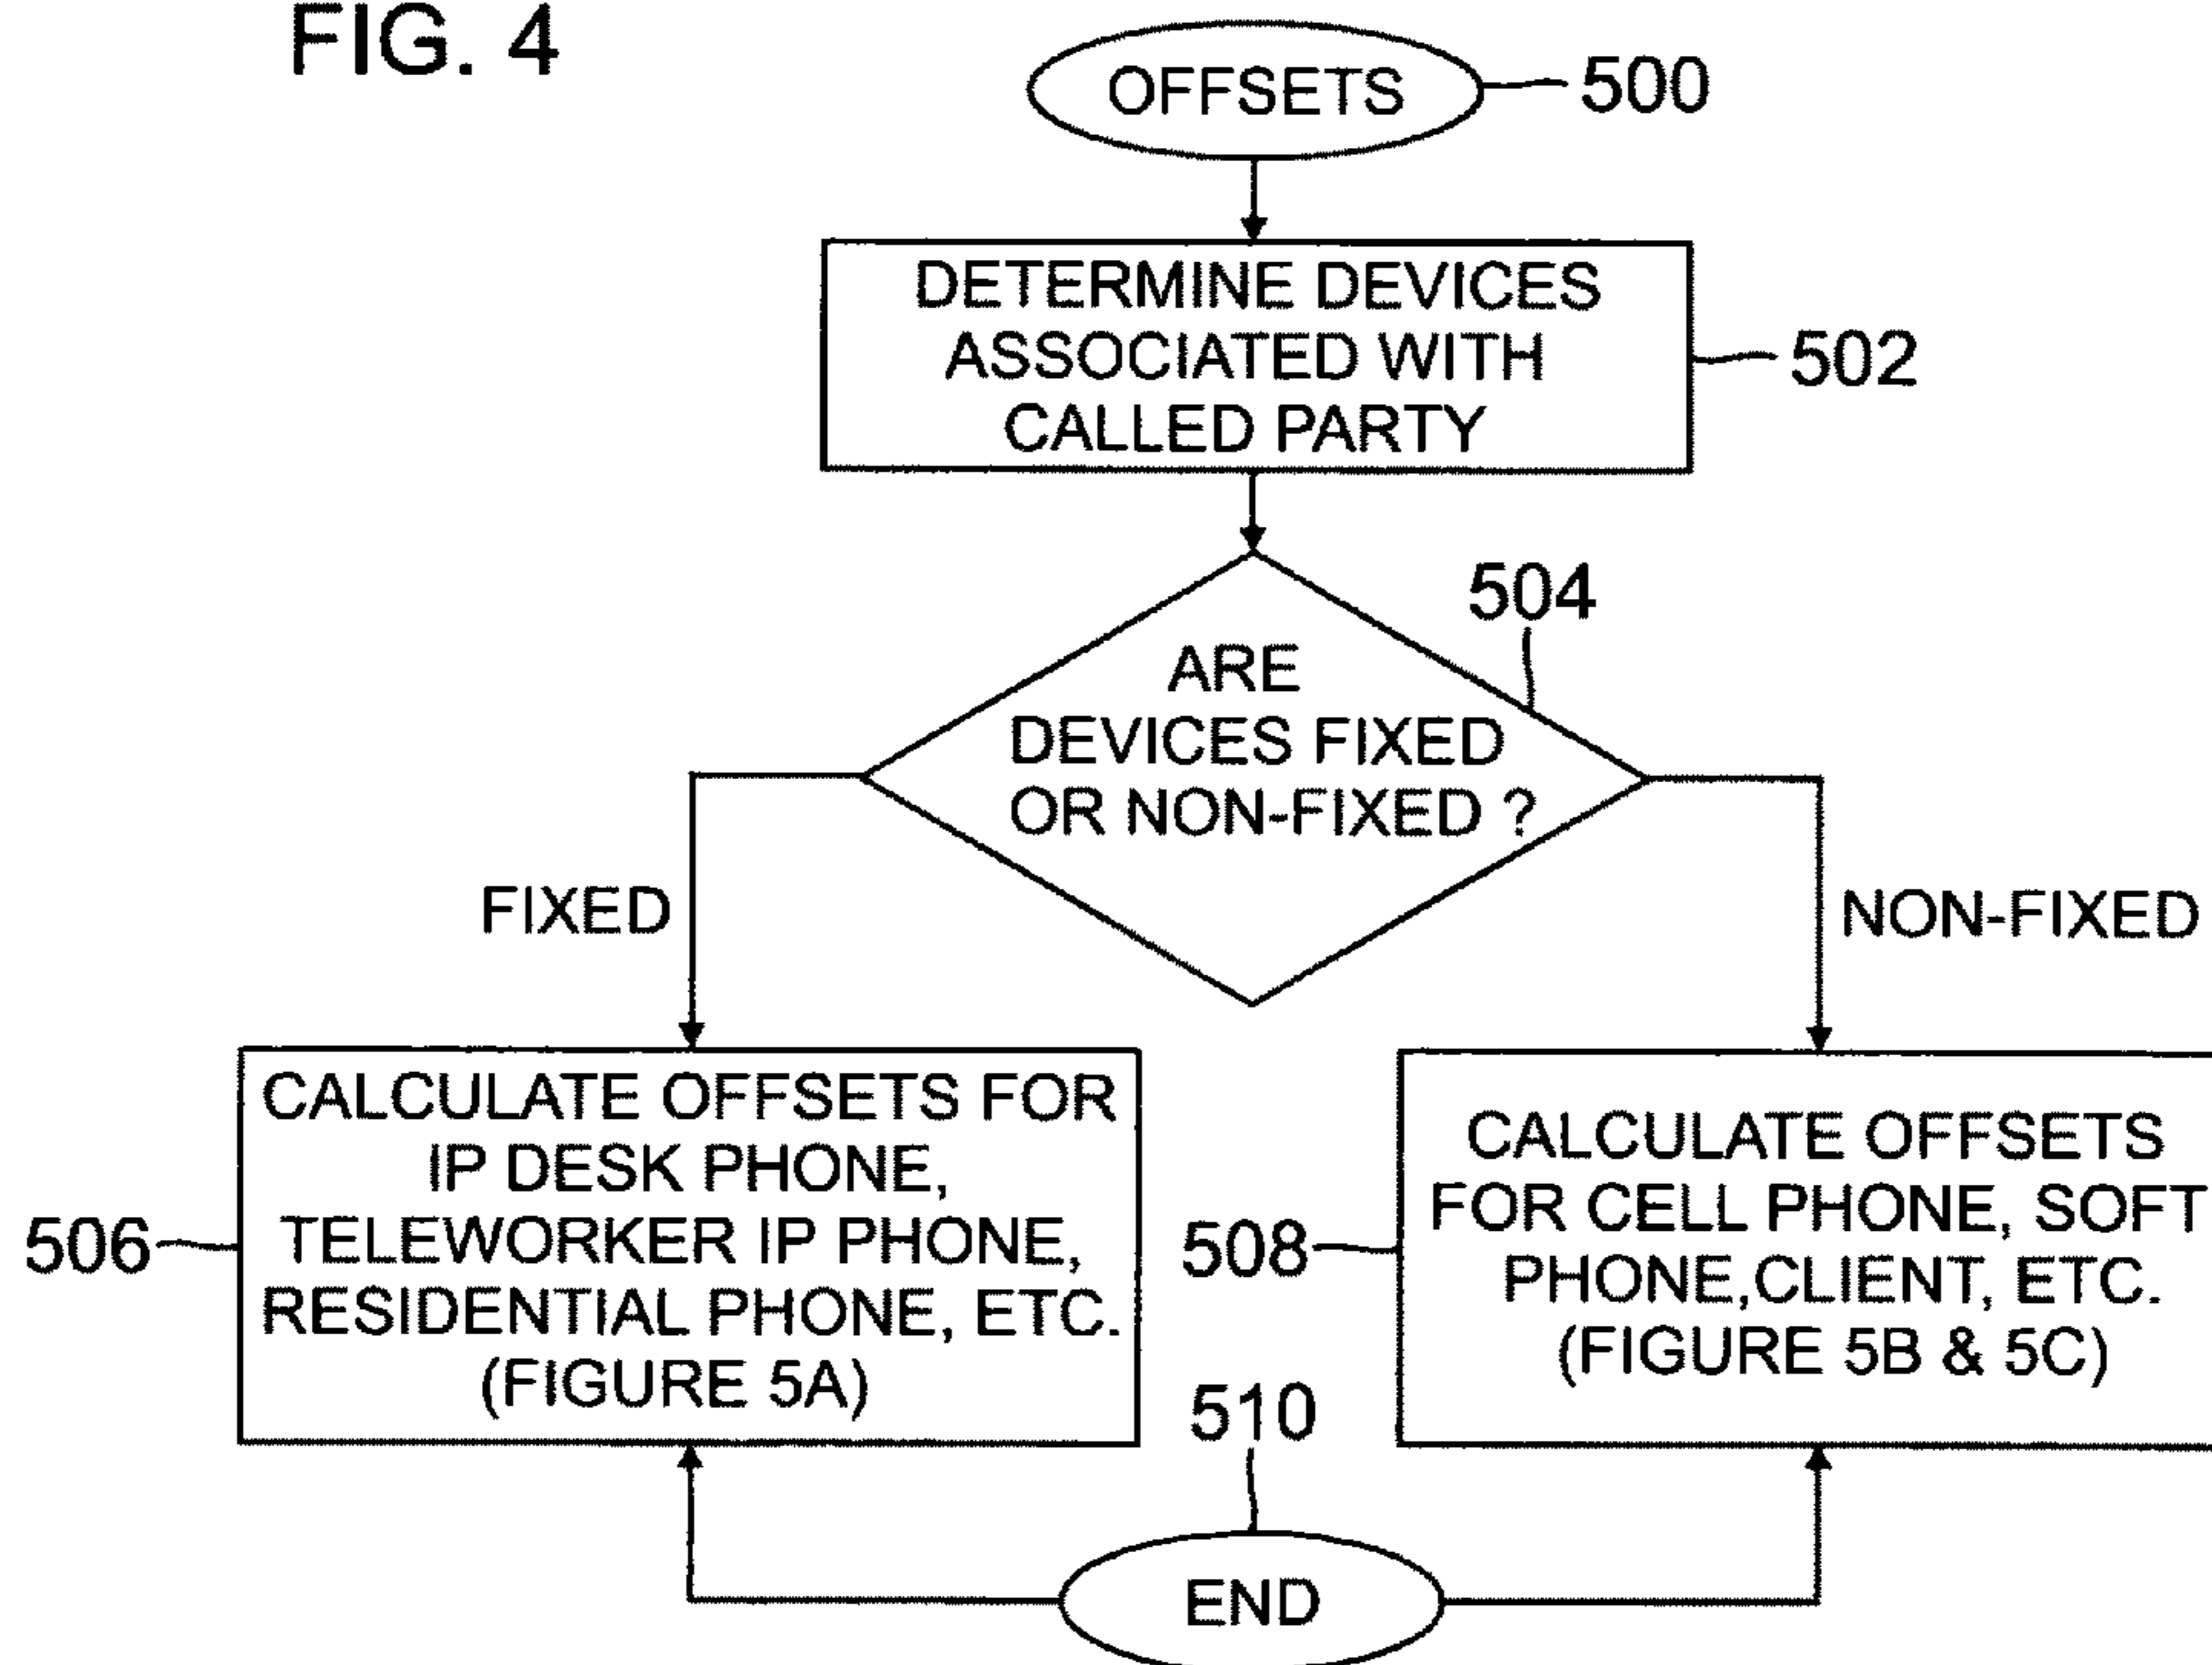 FIG. 4
OFFSETS
500
DETERMINE DEVICES
ASSOCIATED WITH
CALLED PARTY
502
504
ARE
DEVICES FIXED
OR NON-FIXED ?
FIXED
NON-FIXED
CALCULATE OFFSETS FOR
IP DESK PHONE,
TELEWORKER IP PHONE,
RESIDENTIAL PHONE, ETC.
(FIGURE 5A)
506
CALCULATE OFFSETS
FOR CELL PHONE, SOFT
PHONE,CLIENT, ETC.
(FIGURE 5B & 5C)
508
510
END